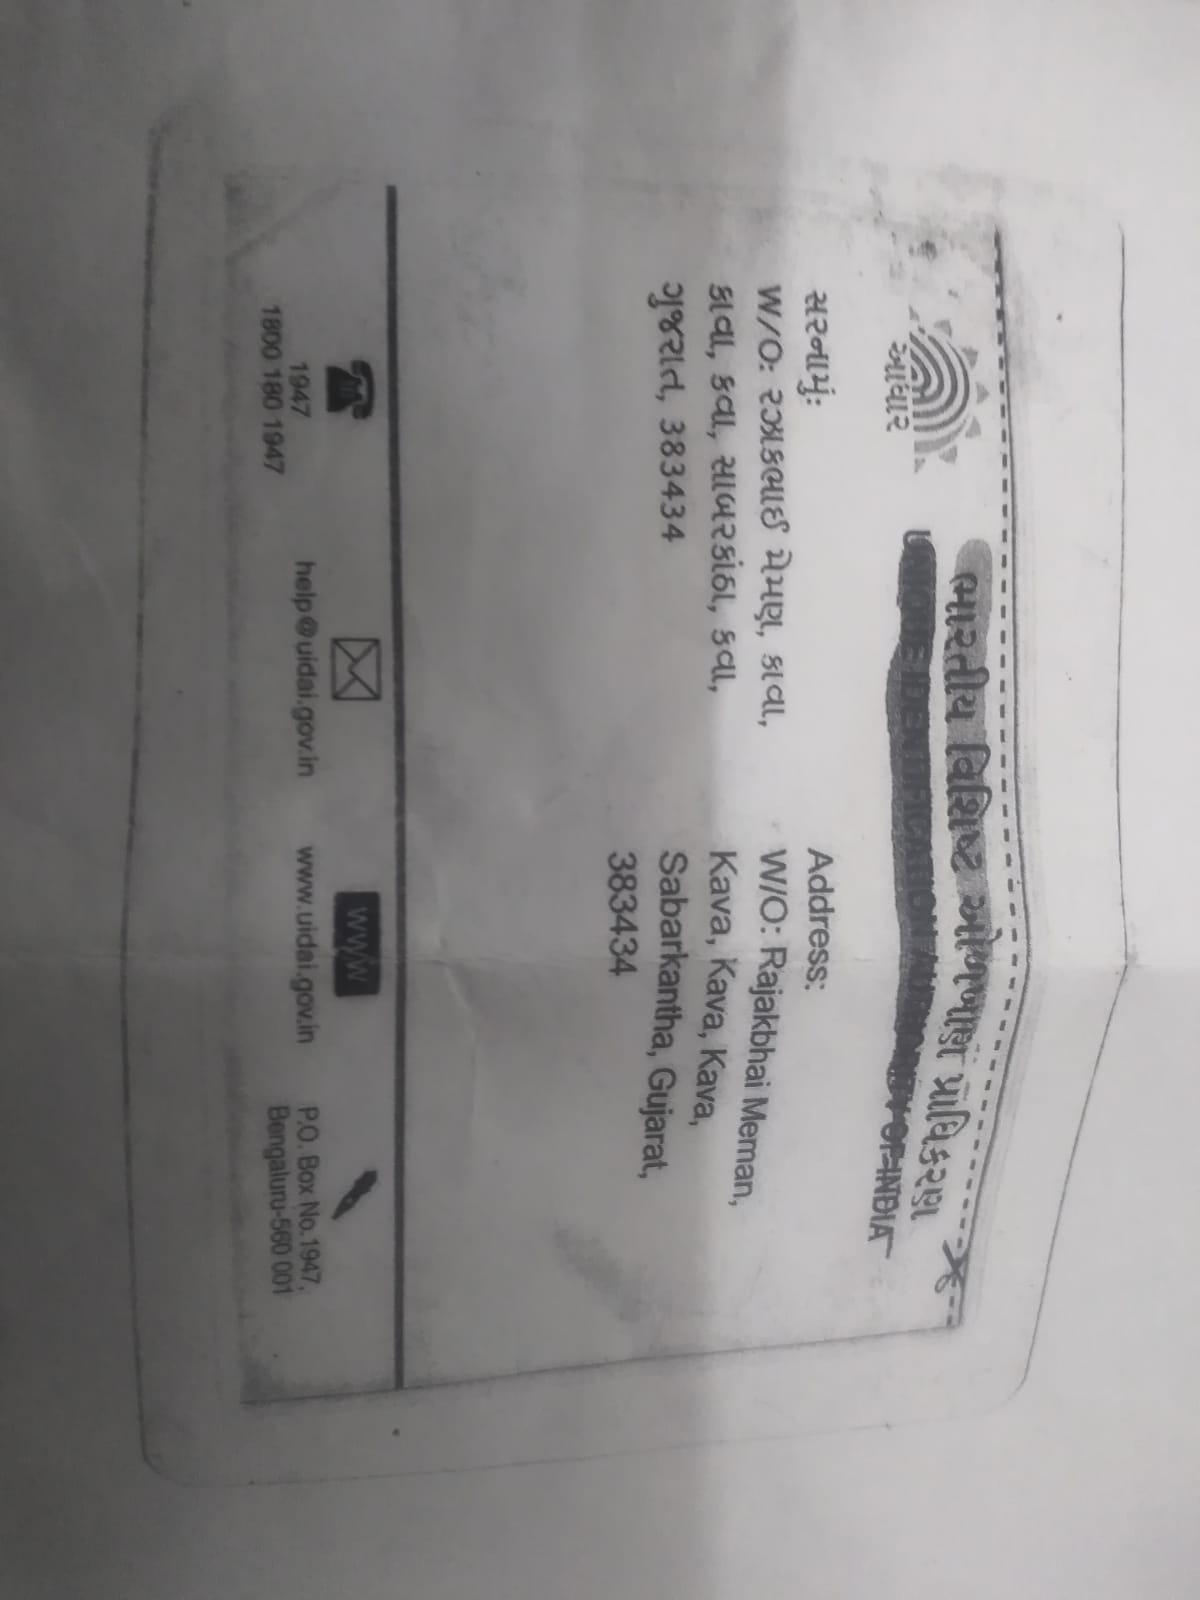 ભારતીય વિશિષ્ટ ઓળખાણ પ્રાધિકરણ
UNIQUE IDENTIFICATION AUTHORITY OF INDIA
આધાર
સરનામું:
W/O: રઝાકભાઈ મેમણ, કાવા,
કાવા, કવા, સાબરકાંઠા, કવા,
ગુજરાત, 383434
Address:
W/O: Rajakbhai Meman,
Kava, Kava, Kava,
Sabarkantha, Gujarat,
383434
1947
1800 180 1947
help@uidai.gov.in
WWW
www.uidai.gov.in
P.O. Box No.1947,
Bengaluru-560 001